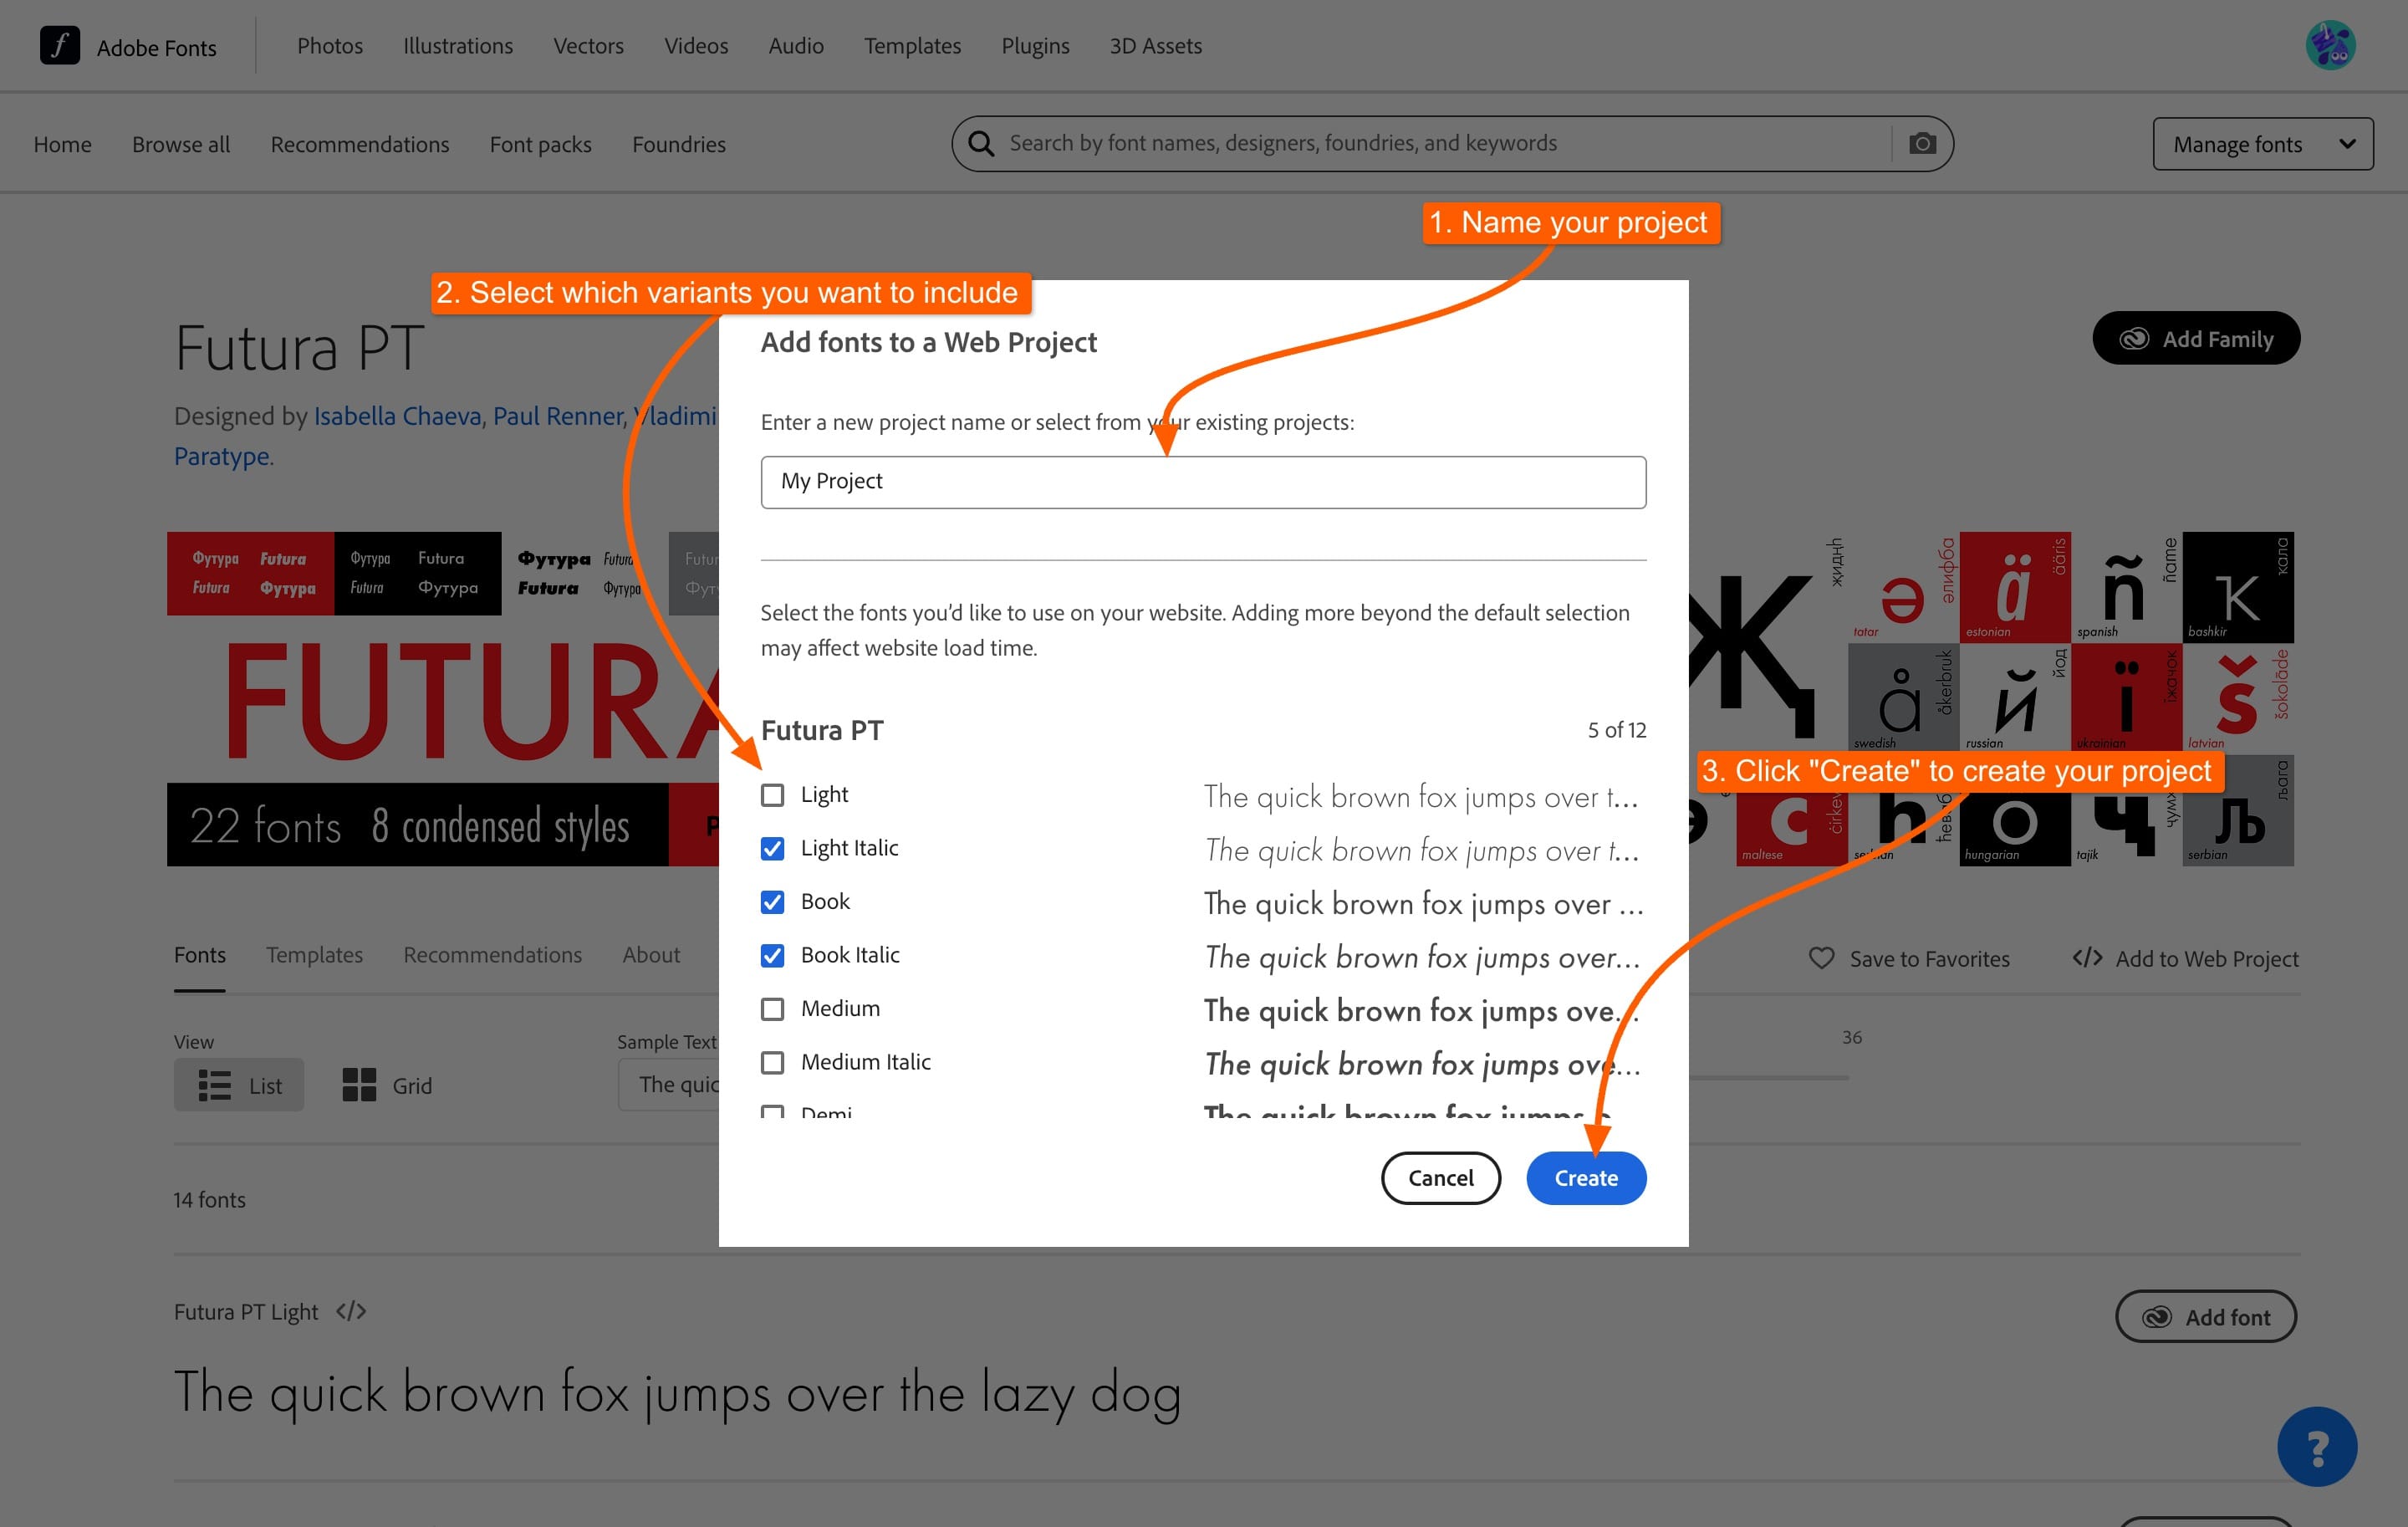 Adobe Fonts
Photos Illustrations Vectors Videos Audio Templates Plugins 3D Assets
Home Browse all Recommendations Font packs Foundries
Search by font names, designers, foundries, and keywords
Manage fonts
1. Name your project
2. Select which variants you want to include
Futura PT
Add Family
Designed by Isabella Chaeva, Paul Renner, Vladimi
Paratype.
Add fonts to a Web Project
Enter a new project name or select from your existing projects:
My Project
Select the fonts you'd like to use on your website. Adding more beyond the default selection
may affect website load time.
Futura PT 5 of 12
Light The quick brown fox jumps over t...
Light Italic The quick brown fox jumps over t...
Book The quick brown fox jumps over ...
Book Italic The quick brown fox jumps over...
Medium The quick brown fox jumps ove...
Medium Italic The quick brown fox jumps ove...
Demi The quick brown fox jumps o
Cancel Create
Футура Futura Футура Futura Футура Futura
Futura Футура Futura Футура Futura Футура
FUTURA
22 fonts 8 condensed styles
Җ җидиң
ә әлифба tatar
ä ääris estonian
ñ ñame spanish
ҡ ҡала bashkir
å åkerbruk swedish
й йод russian
ї їжачок ukrainian
š šokolāde latvian
3. Click "Create" to create your project
ċ maltese
ћ serbian
o hungarian
ҷ tajik
љ љара serbian
Fonts Templates Recommendations About
Save to Favorites </> Add to Web Project
View
List Grid
Sample Text
The quic
36
14 fonts
Futura PT Light </>
Add font
The quick brown fox jumps over the lazy dog
?